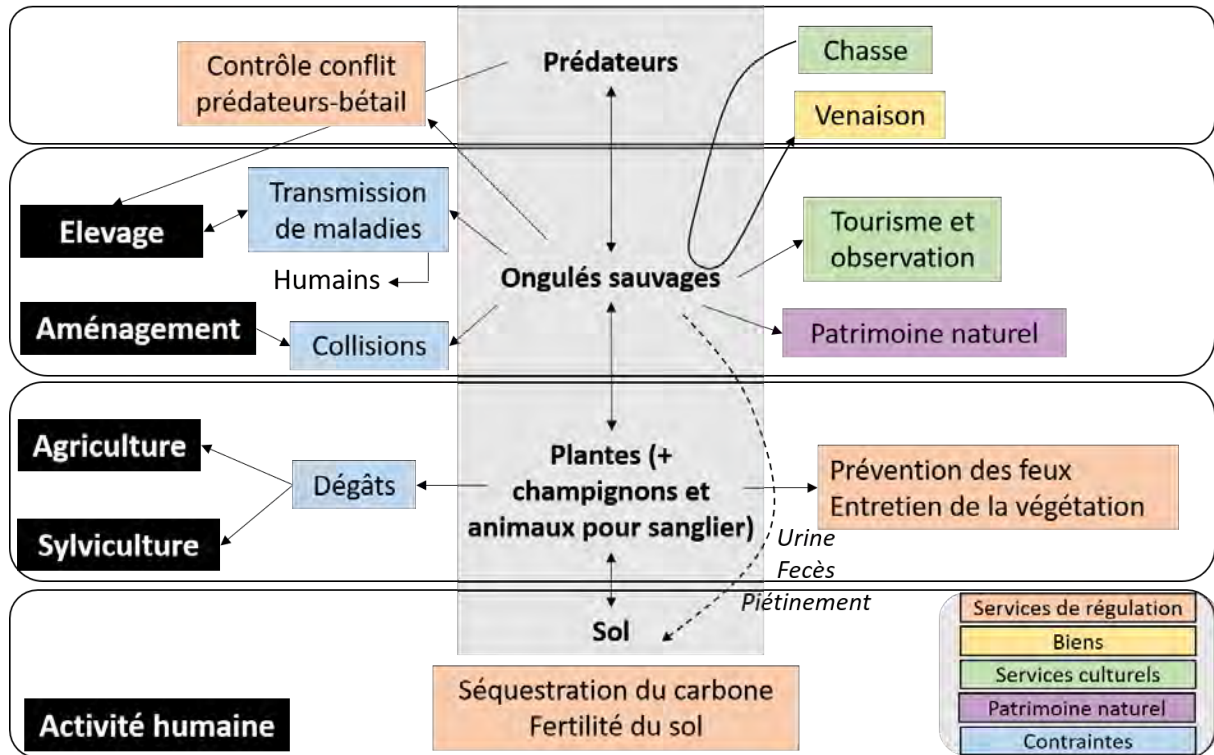 Contrôle conflit
prédateurs-bétail
Prédateurs
Chasse
Venaison
Elevage
Transmission
de maladies
Humains
Aménagement
Collisions
Ongulés sauvages
Tourisme et
observation
Patrimoine naturel
Agriculture
Sylviculture
Dégâts
Plantes (+
champignons et
animaux pour sanglier)
Prévention des feux
Entretien de la végétation
Urine
Fecès
Piétinement
Sol
Séquestration du carbone
Fertilité du sol
Activité humaine
Services de régulation
Biens
Services culturels
Patrimoine naturel
Contraintes